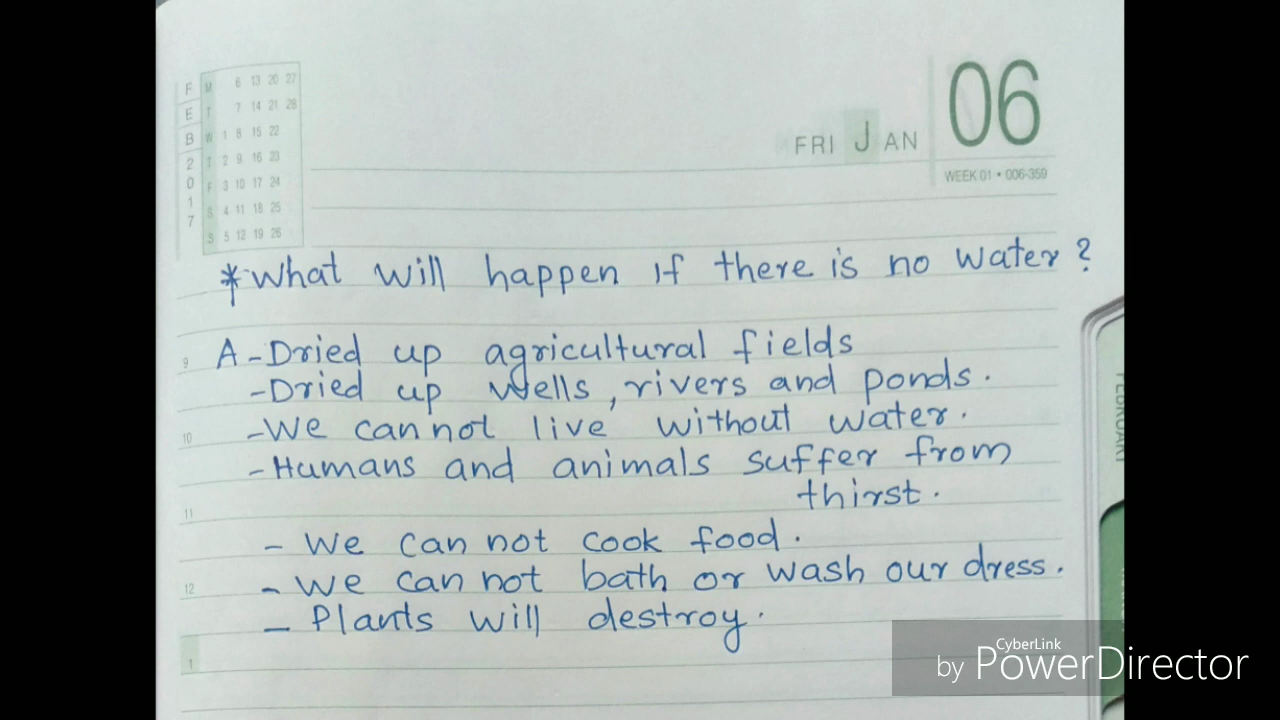 F E B 2 0 1 7
M 6 13 20 27
T 7 14 21 28
W 1 8 15 22
T 2 9 16 23
F 3 10 17 24
S 4 11 18 25
S 5 12 19 26
FRI JAN 06
WEEK 01 • 006-359
*What will happen If there is no water?
9 A-Dried up agricultural fields
-Dried up wells, rivers and ponds.
10 -We can not live without water.
-Humans and animals suffer from
11 thirst.
- We can not cook food.
12 - We can not bath or wash our dress.
- Plants will destroy.
1
FEBRUARY
CyberLink
by PowerDirector